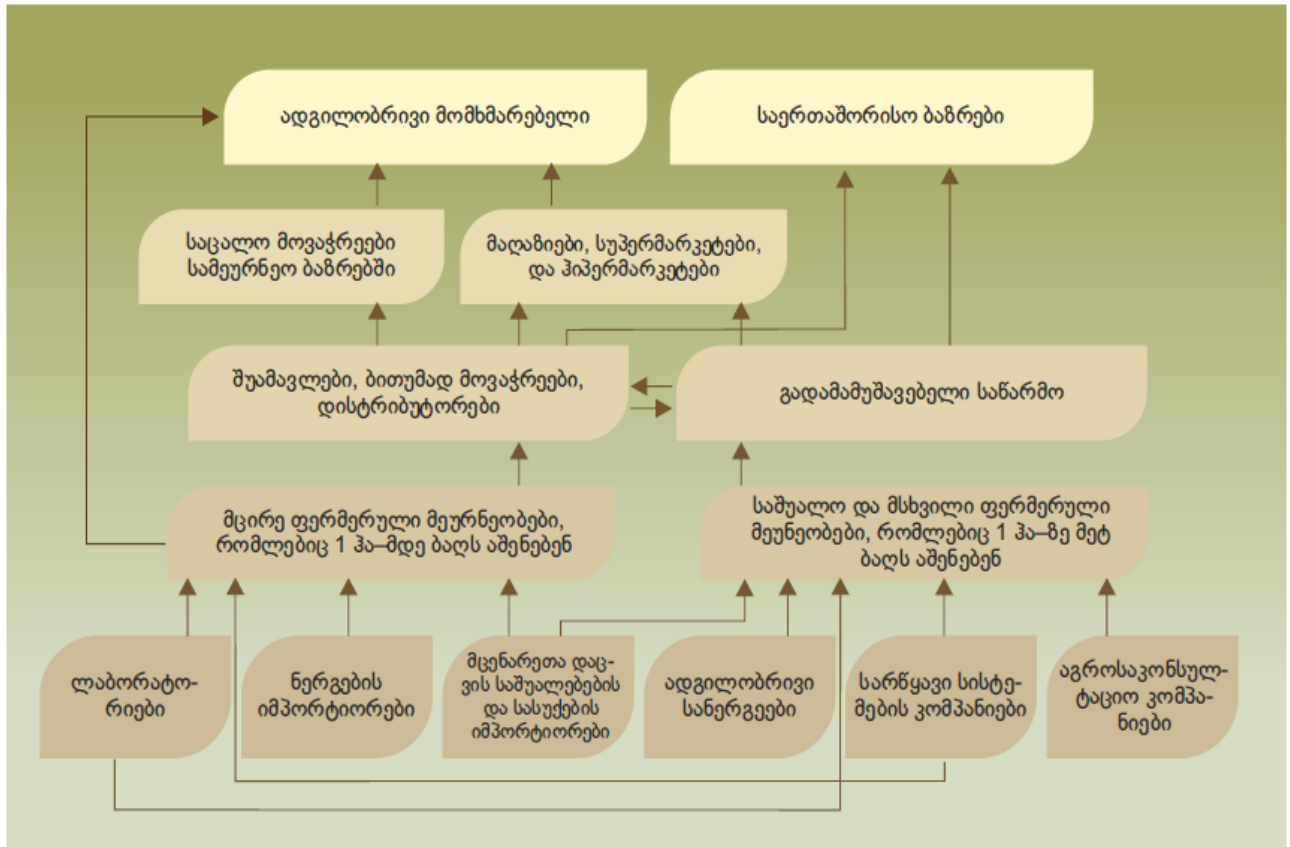 ადგილობრივი მომხმარებელი
საერთაშორისო ბაზრები
საცალო მოვაჭრეები
სამეურნეო ბაზრებში
მაღაზიები, სუპერმარკეტები,
და ჰიპერმარკეტები
შუამავლები, ბითუმად მოვაჭრეები,
დისტრიბუტორები
გადამამუშავებელი საწარმო
მცირე ფერმერული მეურნეობები,
რომლებიც 1 ჰა–მდე ბაღს აშენებენ
საშუალო და მსხვილი ფერმერული
მეუნეობები, რომლებიც 1 ჰა–ზე მეტ
ბაღს აშენებენ
ლაბორატო-
რიები
ნერგების
იმპორტიორები
მცენარეთა დაც-
ვის საშუალებების
და სასუქების
იმპორტიორები
ადგილობრივი
სანერგეები
სარწყავი სისტე-
მების კომპანიები
აგროსაკონსულ-
ტაციო კომპა-
ნიები